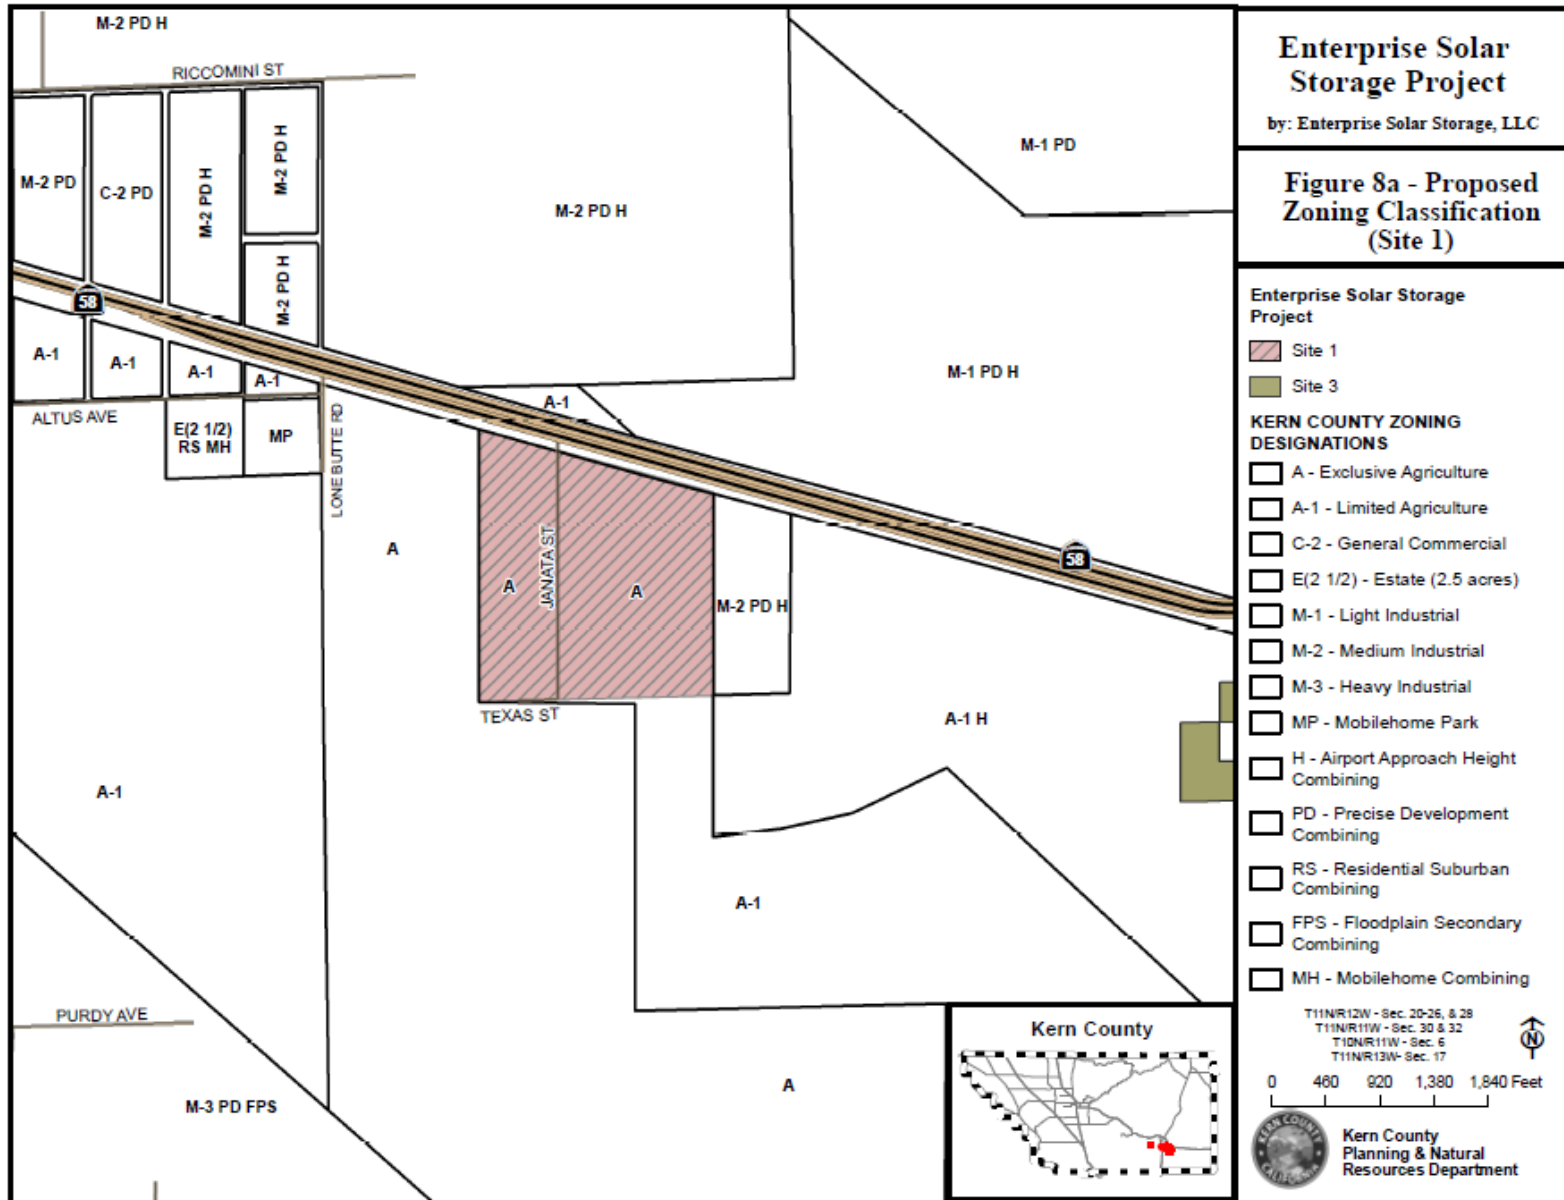 M-2 PD H
RICCOMINI ST
M-2 PD
C-2 PD
M-2 PD H
M-2 PD H
M-2 PD H
M-2 PD H
M-1 PD
58
A-1
A-1
A-1
A-1
A-1
M-1 PD H
ALTUS AVE
E(2 1/2)
RS MH
MP
LONE BUTTE RD
A
JANATA ST
A
A
M-2 PD H
58
TEXAS ST
A-1 H
A-1
A-1
PURDY AVE
M-3 PD FPS
A
Kern County
Enterprise Solar
Storage Project
by: Enterprise Solar Storage, LLC
Figure 8a - Proposed
Zoning Classification
(Site 1)
Enterprise Solar Storage
Project
Site 1
Site 3
KERN COUNTY ZONING
DESIGNATIONS
A - Exclusive Agriculture
A-1 - Limited Agriculture
C-2 - General Commercial
E(2 1/2) - Estate (2.5 acres)
M-1 - Light Industrial
M-2 - Medium Industrial
M-3 - Heavy Industrial
MP - Mobilehome Park
H - Airport Approach Height
Combining
PD - Precise Development
Combining
RS - Residential Suburban
Combining
FPS - Floodplain Secondary
Combining
MH - Mobilehome Combining
T11N/R12W - Sec. 20-26, & 28
T11N/R11W - Sec. 30 & 32
T10N/R11W - Sec. 6
T11N/R13W- Sec. 17
N
0 460 920 1,380 1,840 Feet
KERN COUNTY
CALIFORNIA
Kern County
Planning & Natural
Resources Department